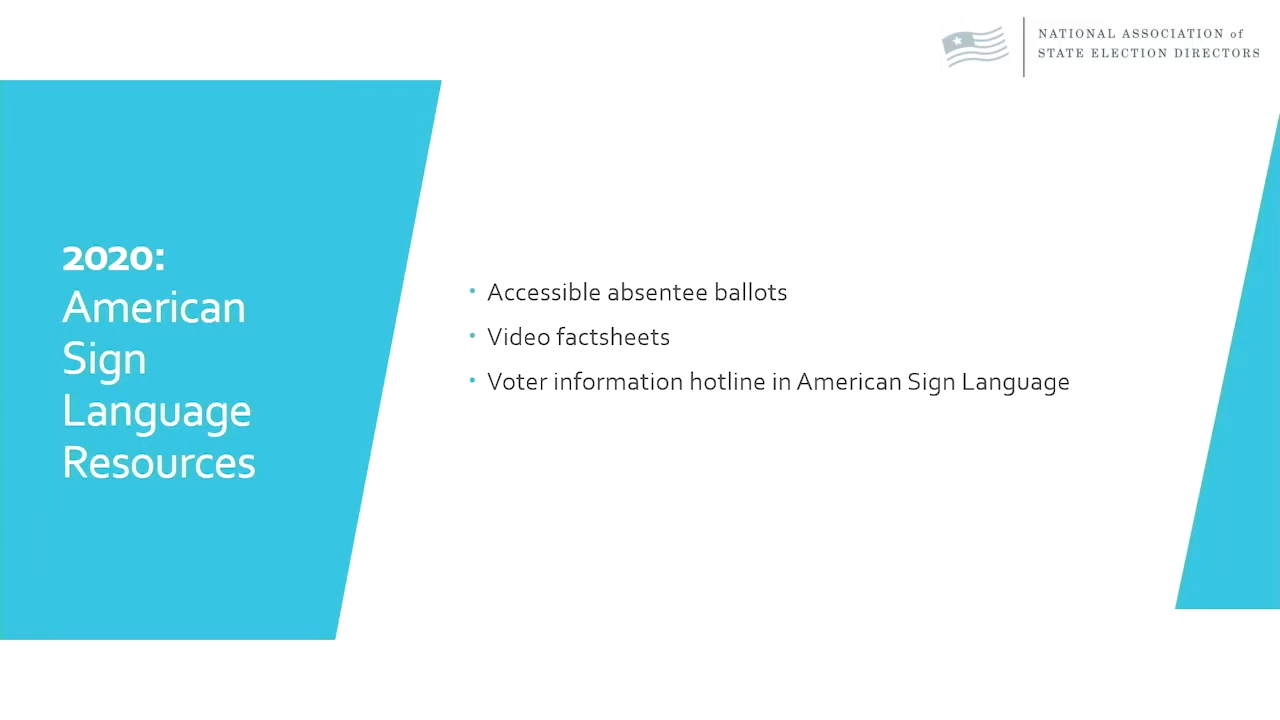 NATIONAL ASSOCIATION of
STATE ELECTION DIRECTORS
2020:
American
Sign
Language
Resources
• Accessible absentee ballots
• Video factsheets
• Voter information hotline in American Sign Language